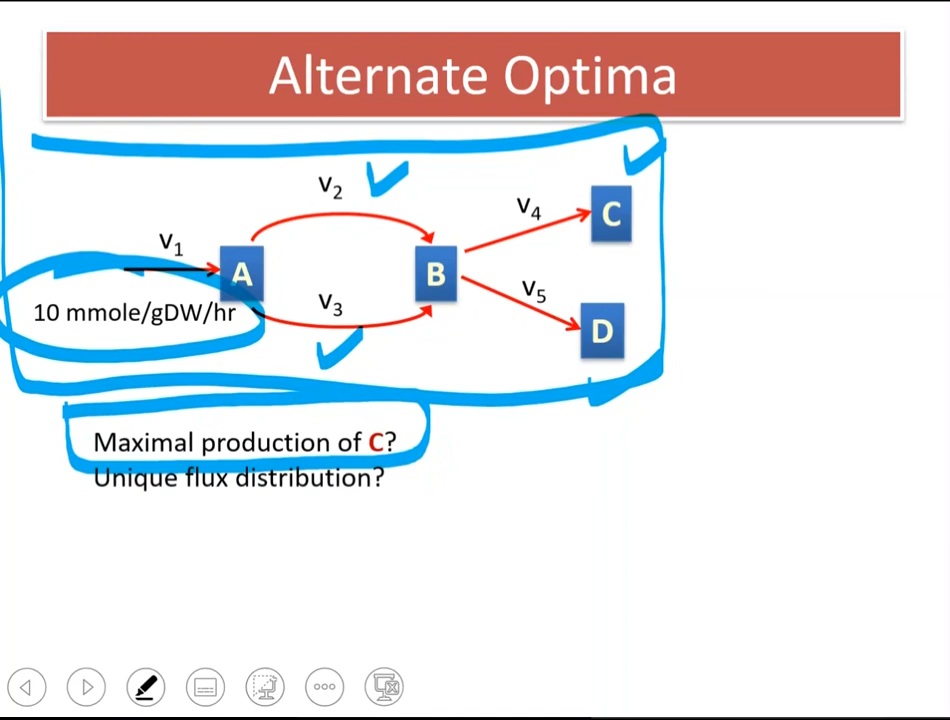 Alternate Optima
v2
v4
C
v1
A
B
v5
v3
10 mmole/gDW/hr
D
Maximal production of C?
Unique flux distribution?